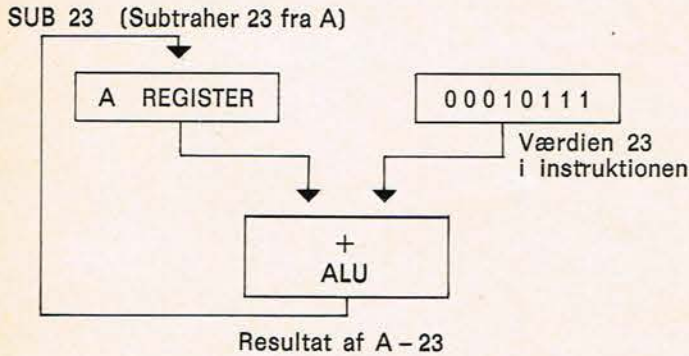 SUB 23 (Subtraher 23 fra A)
A REGISTER
00010111
Værdien 23
i instruktionen
+
ALU
Resultat af A – 23